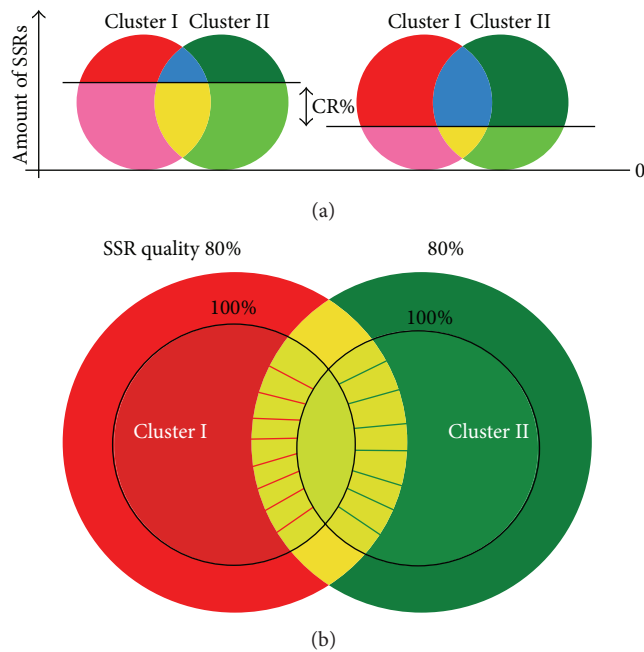 Cluster I Cluster II
Cluster I Cluster II
Amount of SSRs
CR%
0
(a)
SSR quality 80%
80%
100%
100%
Cluster I
Cluster II
(b)